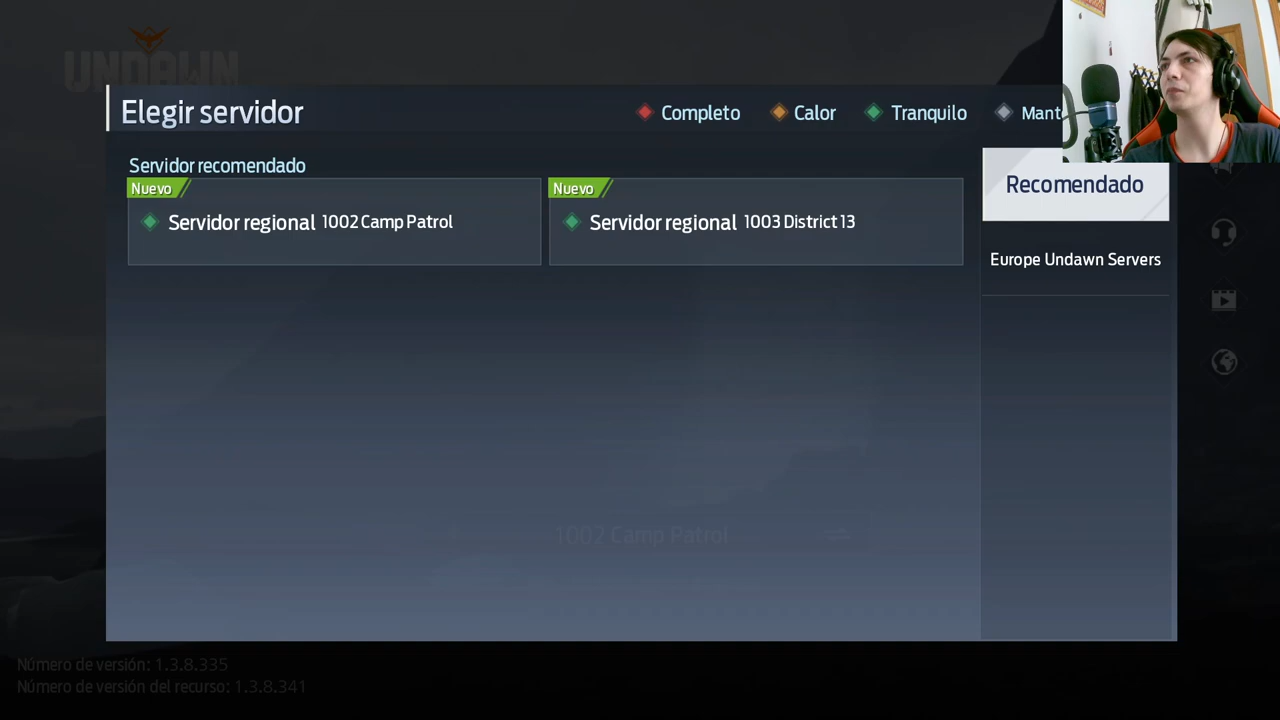 UNDAWN
Elegir servidor
Completo
Calor
Tranquilo
Mant
Servidor recomendado
Nuevo
Servidor regional 1002 Camp Patrol
Nuevo
Servidor regional 1003 District 13
Recomendado
Europe Undawn Servers
1002 Camp Patrol
Número de versión: 1.3.8.335
Número de versión del recurso: 1.3.8.341